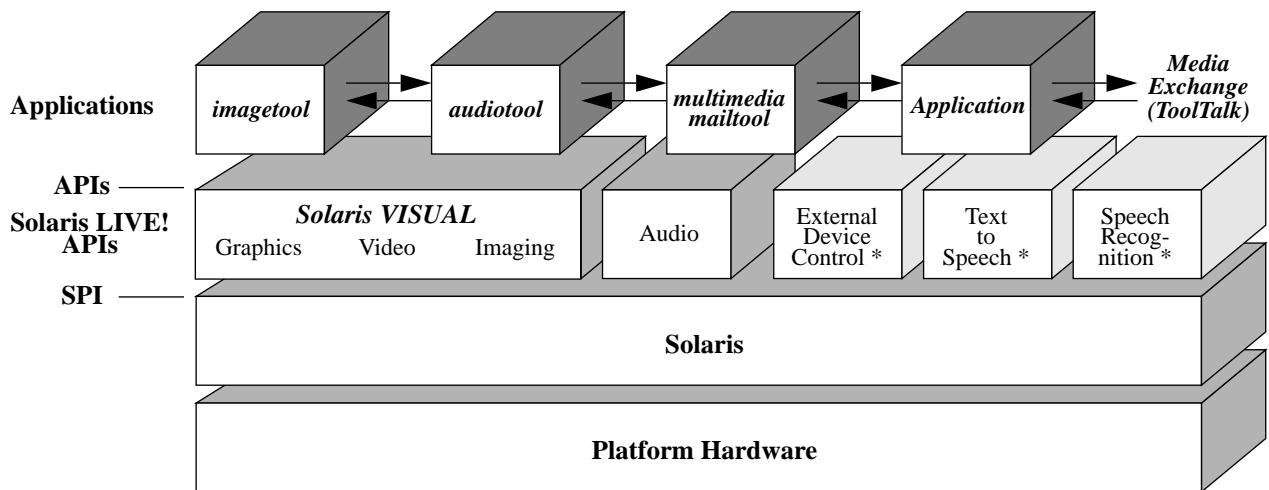 Applications
imagetool
audiotool
multimedia
mailtool
Application
Media
Exchange
(ToolTalk)
APIs
Solaris LIVE!
APIs
Solaris VISUAL
Graphics Video Imaging
Audio
External
Device
Control *
Text
to
Speech *
Speech
Recog-
nition *
SPI
Solaris
Platform Hardware